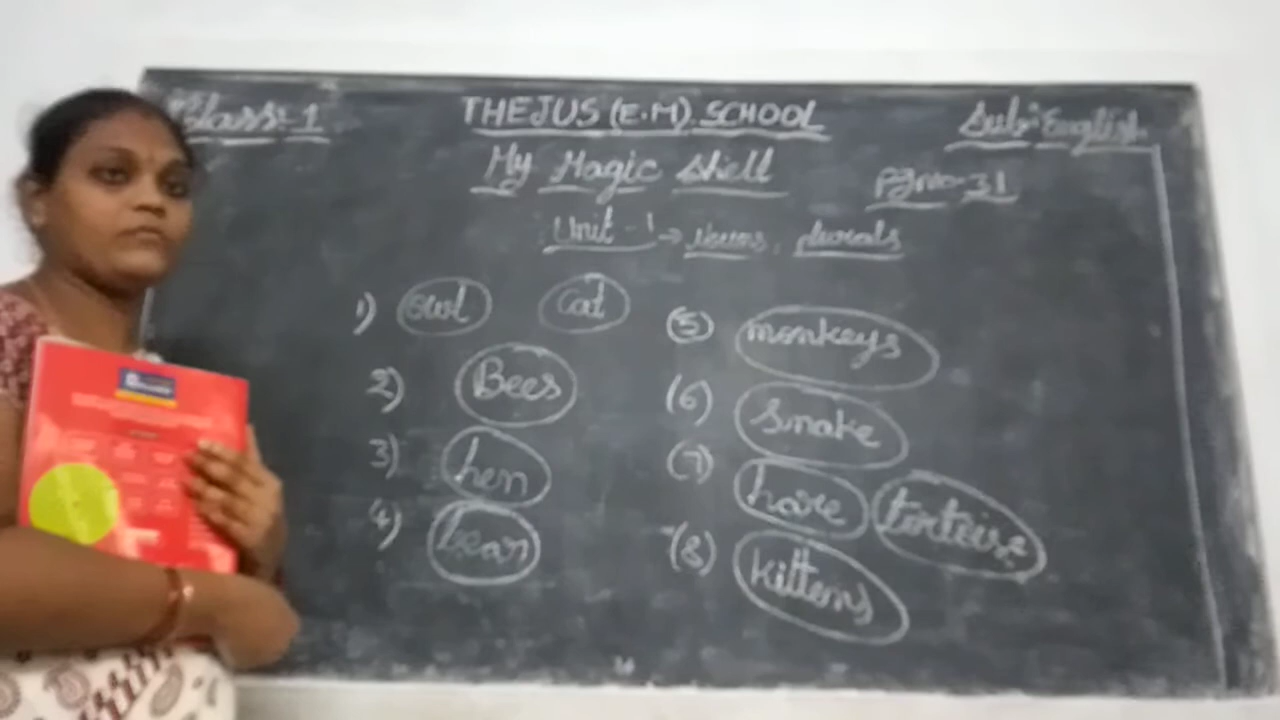 Class:- 1
THEJUS (E.M). SCHOOL
Sub:- English
My Magic Shell
Pg no-31
Unit - 1 → Nouns, plurals
1) owl cat
2) Bees
3) hen
4) bear
(5) monkeys
(6) Snake
(7) hare tortoise
(8) kittens